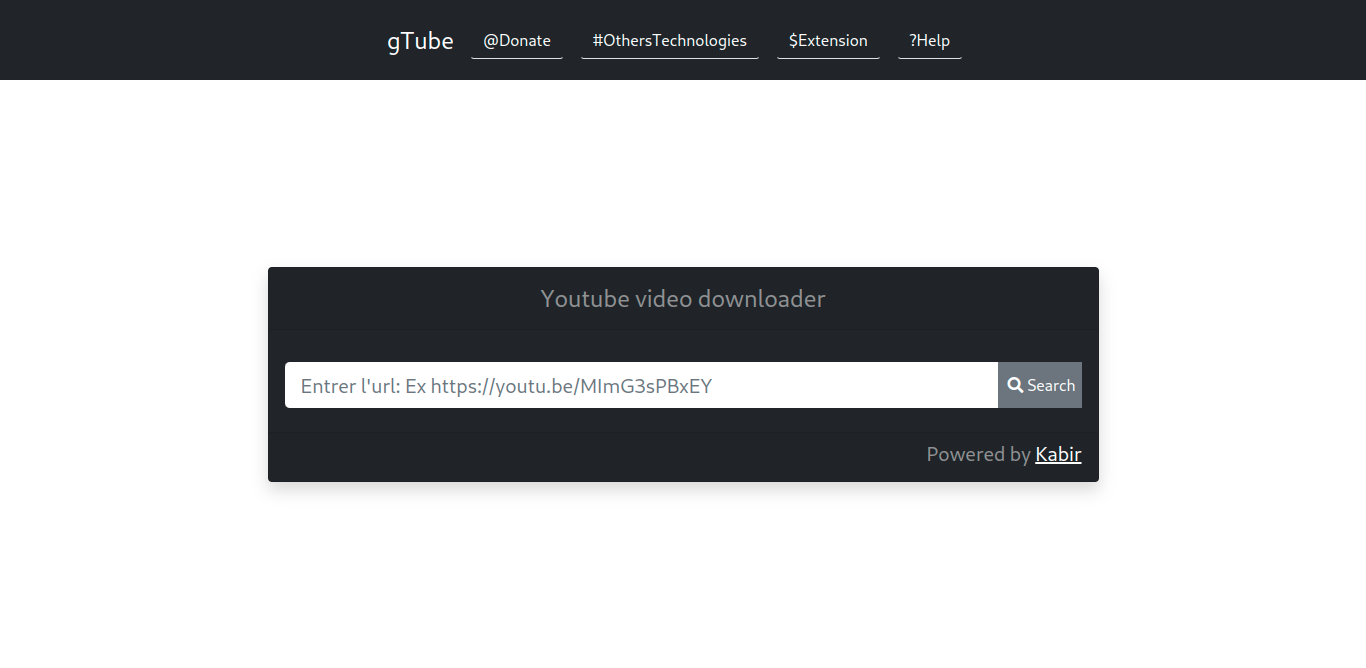 gTube @Donate #OthersTechnologies $Extension ?Help
Youtube video downloader
Entrer l'url: Ex https://youtu.be/MImG3sPBxEY Search
Powered by Kabir